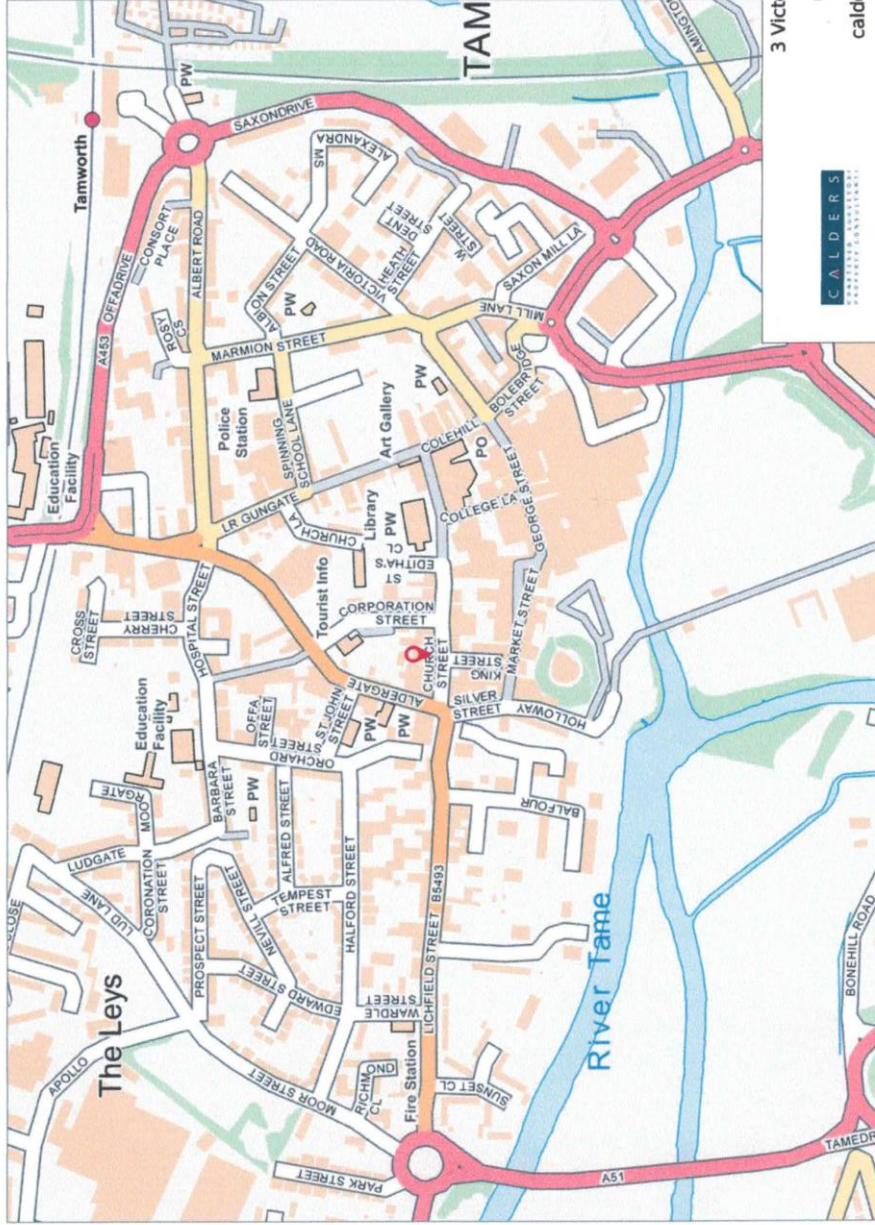 CLOSE
APOLLO
The Leys
LUD LANE
LUDGATE
MOORGATE
CORONATION
STREET
Education
Facility
CROSS
STREET
CHERRY
STREET
Education
Facility
A453
OFFADRIVE
Tamworth
CONSORT
PLACE
ROSY
CS
PW
PROSPECT STREET
BARBARA
STREET
HOSPITAL STREET
ALBERT ROAD
MOOR STREET
EDWARD STREET
NEVILL STREET
ALFRED STREET
TEMPEST
STREET
PW
OFFA
STREET
ORCHARD
STREET
ST JOHN
STREET
LR GUNGATE
Police
Station
SPINNING
SCHOOL LANE
MARMION STREET
ALBION STREET
PW
SAXONDRIVE
ALEXANDRA
MS
VICTORIA ROAD
HEATH
STREET
DENT
STREET
W
STREET
PARK STREET
RICHMOND
CL
WARDLE
STREET
HALFORD STREET
PW
PW
Tourist Info
CORPORATION
STREET
CHURCH LA
Library
PW
ST
EDITHA'S
CL
Art Gallery
COLEHILL
PW
Fire Station
LICHFIELD STREET B5493
ALDERGATE
CHURCH
STREET
COLLEGE LA
PO
BOLEBRIDGE
STREET
MILL LANE
SAXON MILL LA
SUNSET CL
BALFOUR
SILVER
STREET
KING
STREET
MARKET STREET
GEORGE STREET
HOLLOWAY
TAM
River Tame
A51
AMINGTON
BONEHILL ROAD
TAMEDR
3 Vict
cald
CALDERS